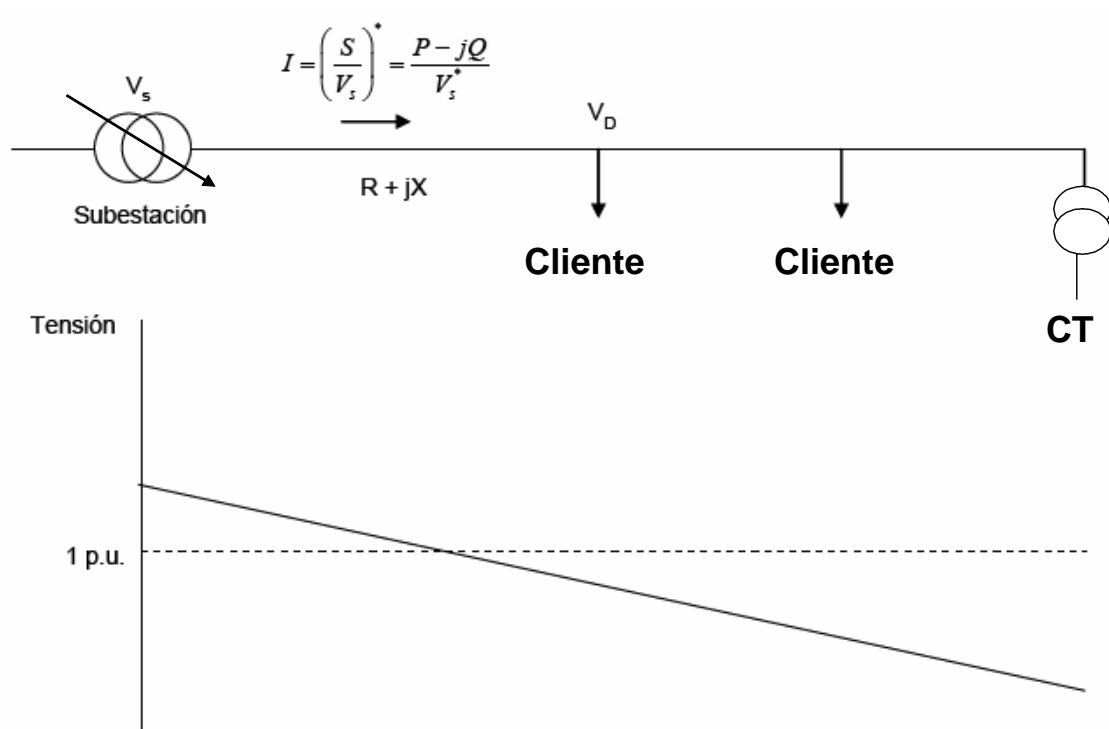 I = (S / V_s)^* = (P - jQ) / V_s^*
V_s
V_D
R + jX
Subestación
Cliente
Cliente
CT
Tensión
1 p.u.